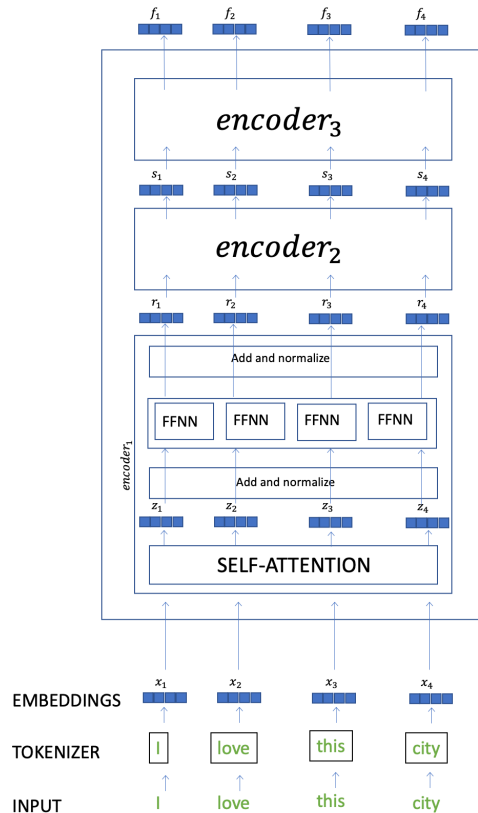 f₁ f₂ f₃ f₄
encoder₃
s₁ s₂ s₃ s₄
encoder₂
r₁ r₂ r₃ r₄
Add and normalize
FFNN FFNN FFNN FFNN
encoder₁
Add and normalize
z₁ z₂ z₃ z₄
SELF-ATTENTION
x₁ x₂ x₃ x₄
EMBEDDINGS
TOKENIZER I love this city
INPUT I love this city